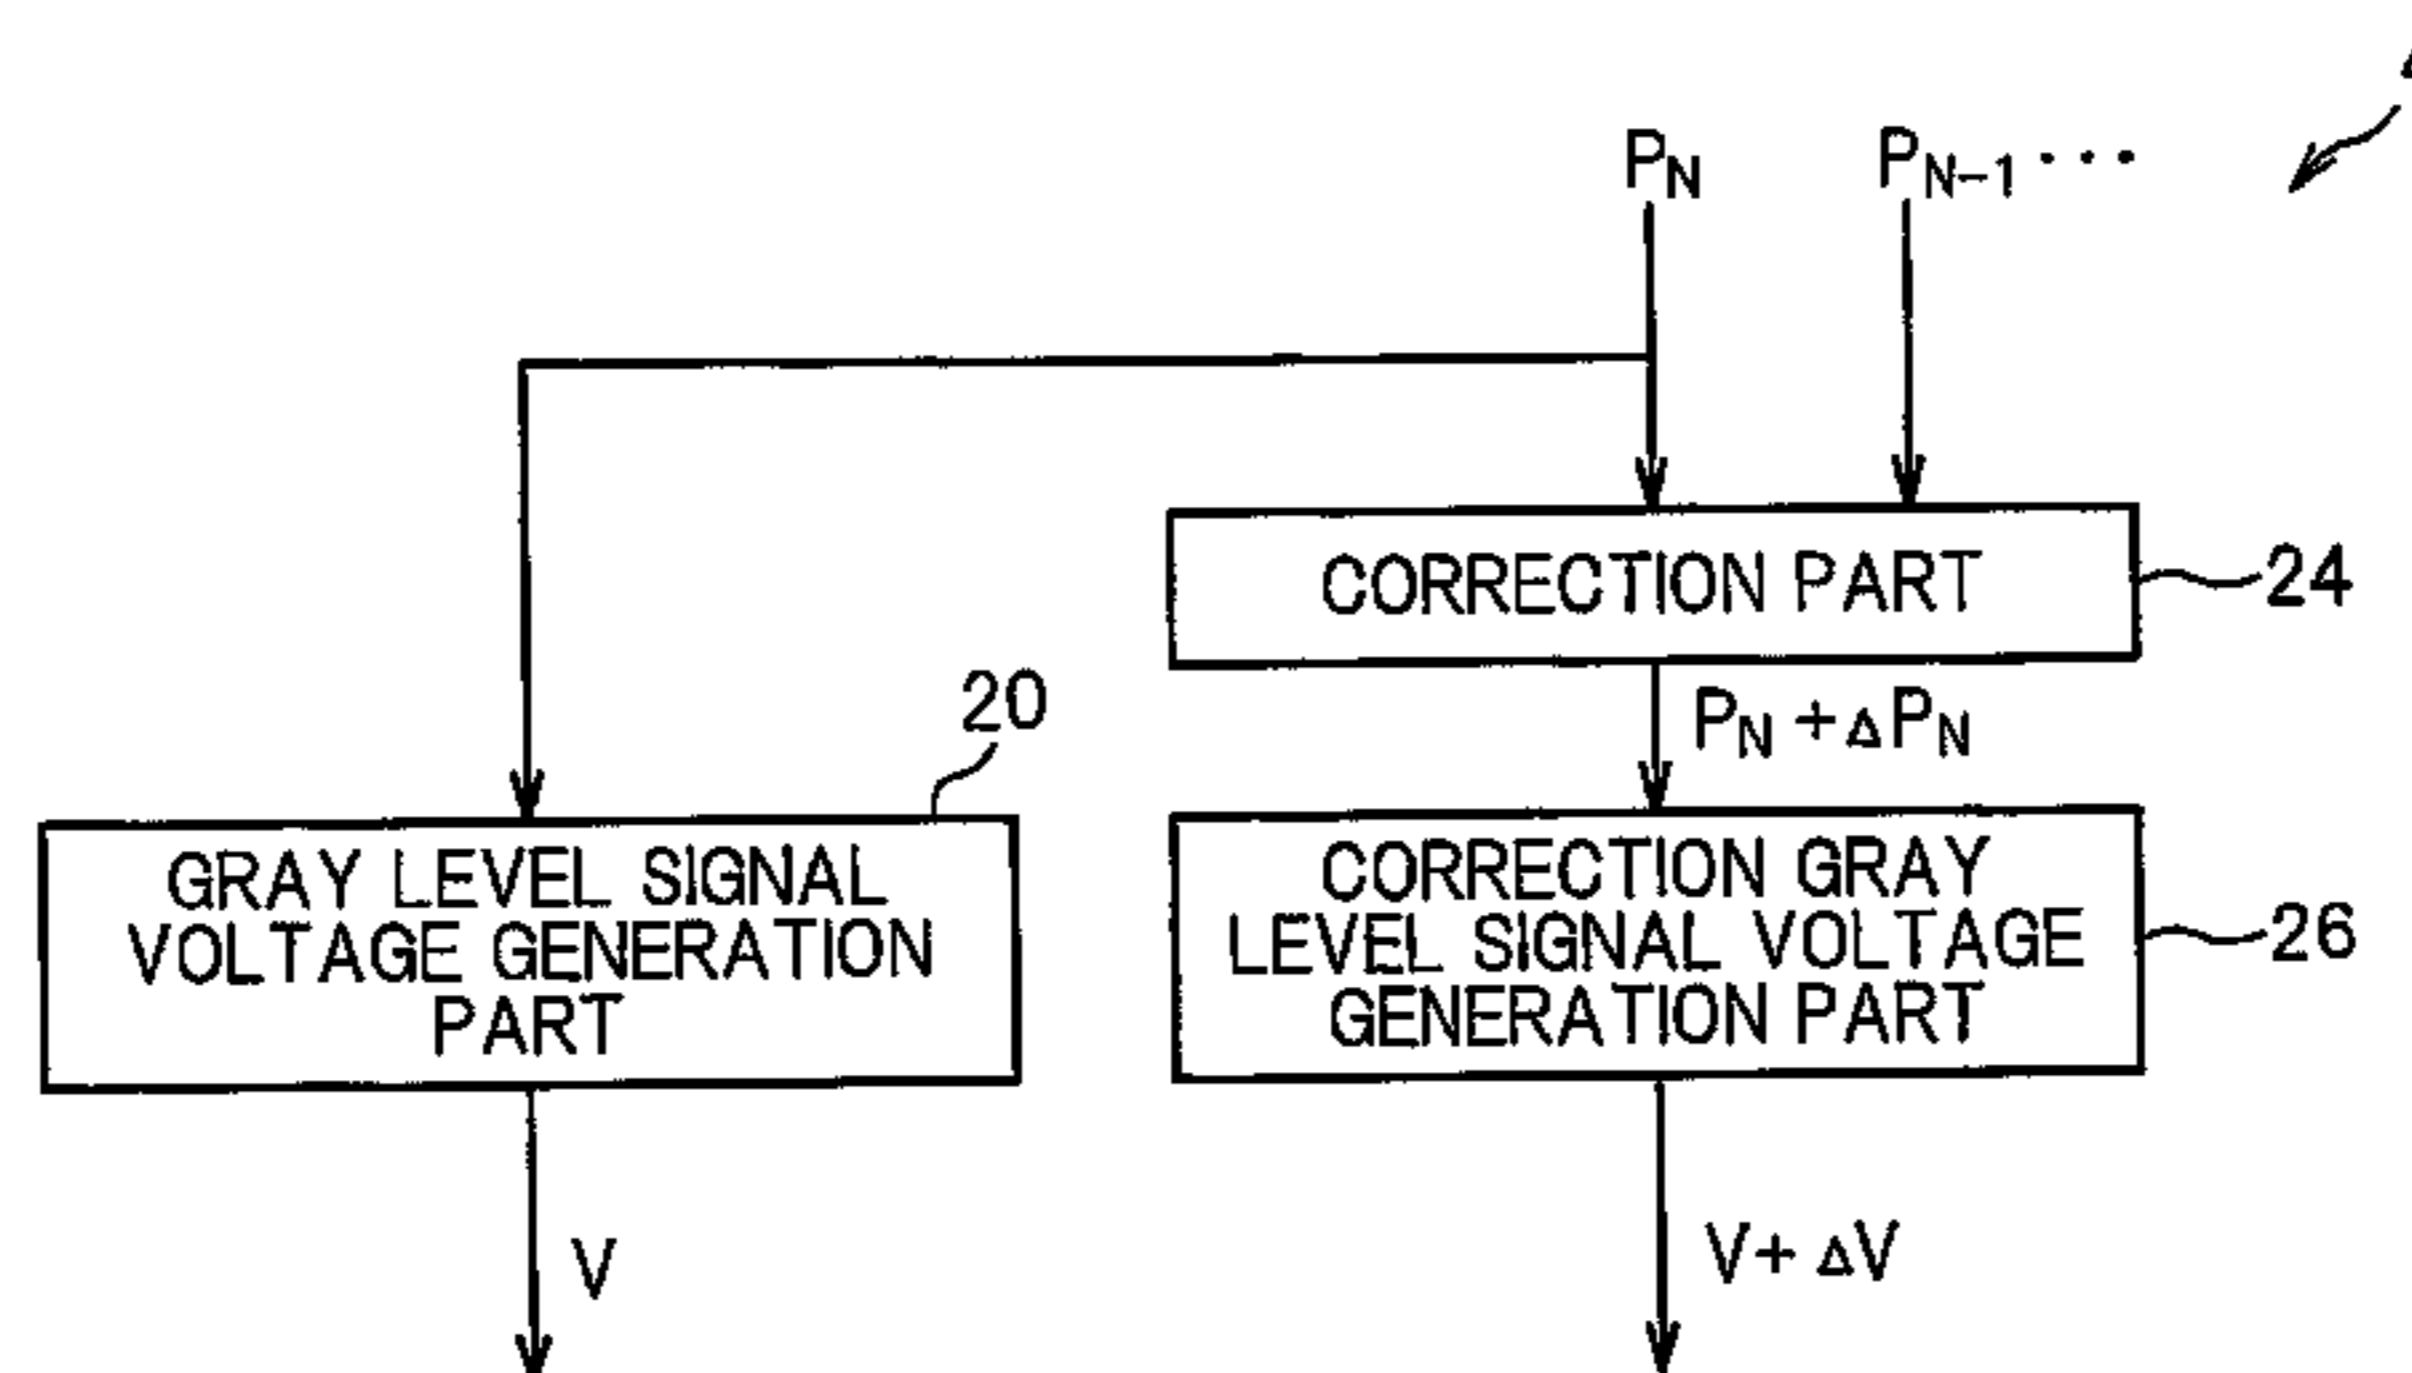 P_N P_{N-1}...
CORRECTION PART
24
20
P_N + ΔP_N
GRAY LEVEL SIGNAL
VOLTAGE GENERATION
PART
CORRECTION GRAY
LEVEL SIGNAL VOLTAGE
GENERATION PART
26
V
V+ ΔV